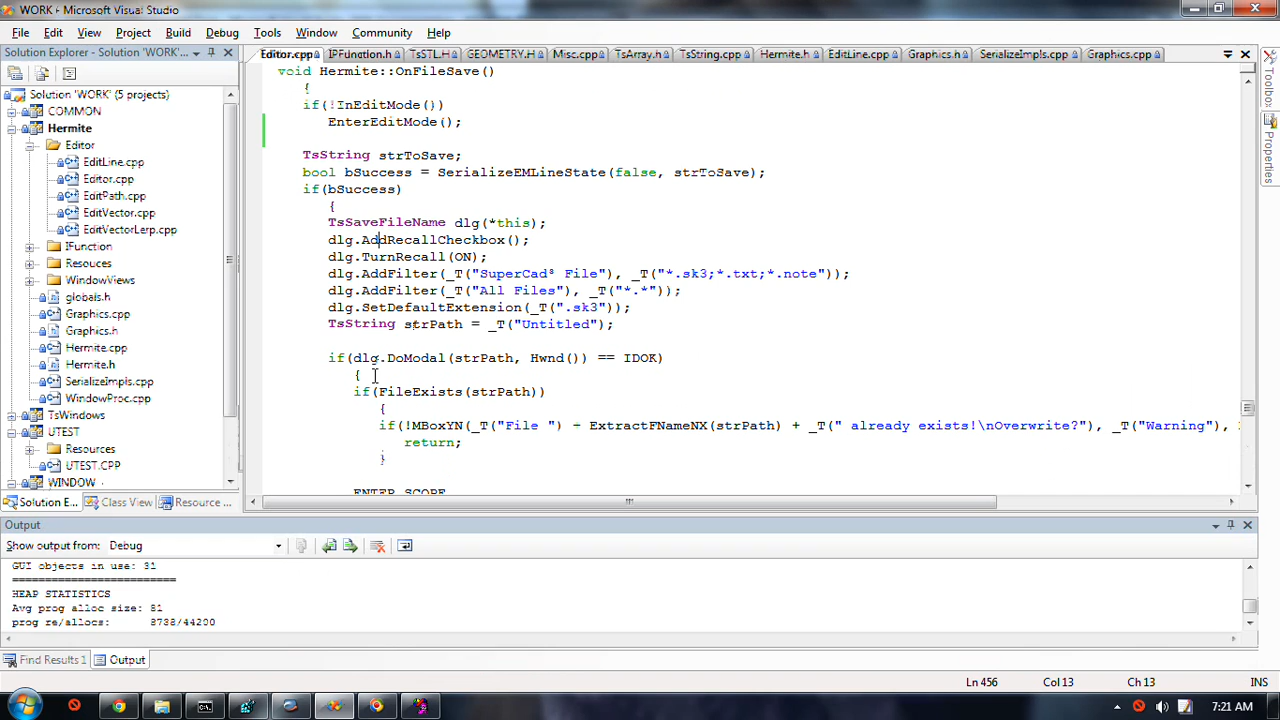 WORK - Microsoft Visual Studio
File Edit View Project Build Debug Tools Window Community Help
Solution Explorer - Solution 'WORK'...
Editor.cpp IPFunction.h TsSTL.H GEOMETRY.H Misc.cpp TsArray.h TsString.cpp Hermite.h EditLine.cpp Graphics.h SerializeImpls.cpp Graphics.cpp
Toolbox
Properties
Solution 'WORK' (5 projects)
COMMON
Hermite
Editor
EditLine.cpp
Editor.cpp
EditPath.cpp
EditVector.cpp
EditVectorLerp.cpp
IFunction
Resouces
WindowViews
globals.h
Graphics.cpp
Graphics.h
Hermite.cpp
Hermite.h
SerializeImpls.cpp
WindowProc.cpp
TsWindows
UTEST
Resources
UTEST.CPP
WINDOW
Solution E... Class View Resource ...
void Hermite::OnFileSave()
{
if(!InEditMode())
EnterEditMode();
TsString strToSave;
bool bSuccess = SerializeEMLineState(false, strToSave);
if(bSuccess)
{
TsSaveFileName dlg(*this);
dlg.AddRecallCheckbox();
dlg.TurnRecall(ON);
dlg.AddFilter(_T("SuperCad³ File"), _T("*.sk3;*.txt;*.note"));
dlg.AddFilter(_T("All Files"), _T("*.*"));
dlg.SetDefaultExtension(_T(".sk3"));
TsString strPath = _T("Untitled");
if(dlg.DoModal(strPath, Hwnd()) == IDOK)
{
if(FileExists(strPath))
{
if(!MBoxYN(_T("File ") + ExtractFNameNX(strPath) + _T(" already exists!\nOverwrite?"), _T("Warning"),
return;
}
ENTER_SCOPE
Output
Show output from: Debug
GUI objects in use: 31
=========================
HEAP STATISTICS
Avg prog alloc size: 81
prog re/allocs: 8738/44200
Find Results 1 Output
Ln 456 Col 13 Ch 13 INS
7:21 AM